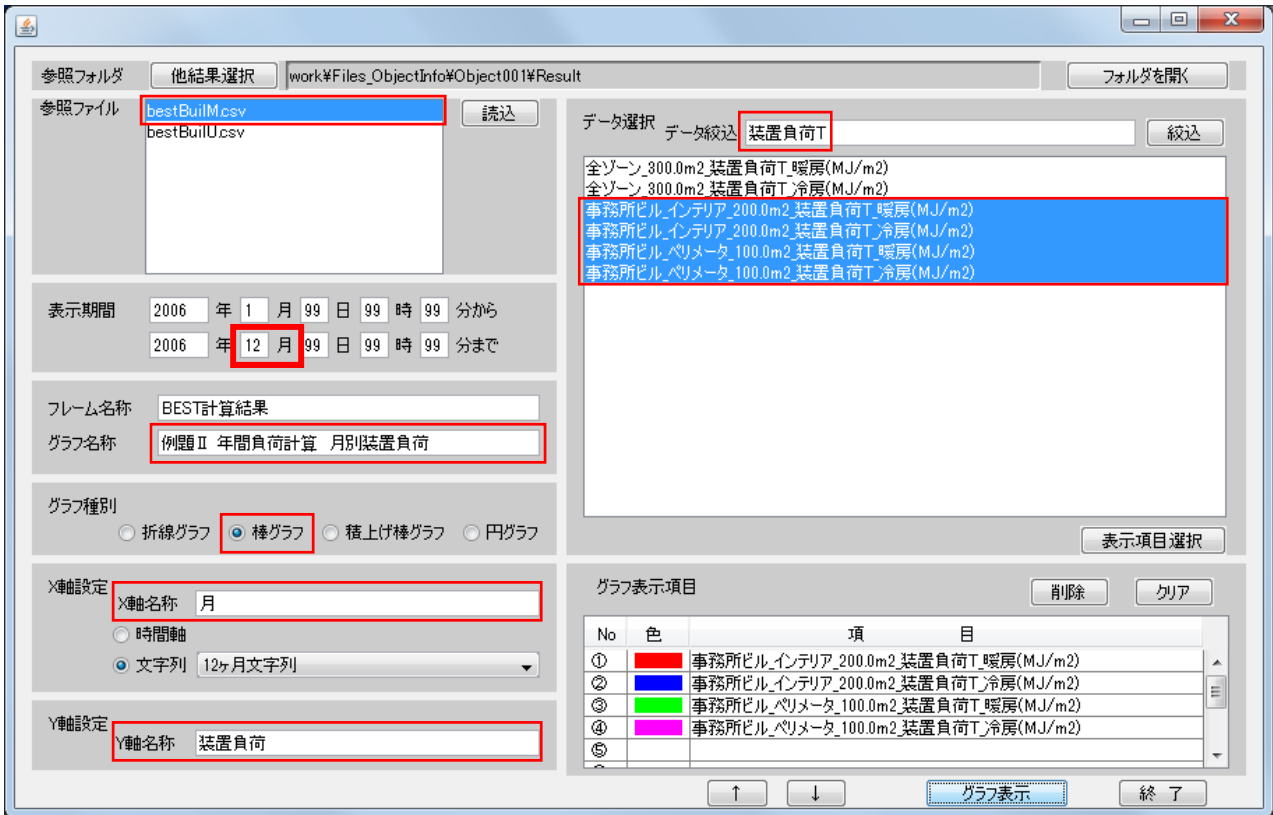 参照フォルダ 他結果選択 work¥Files_ObjectInfo¥Object001¥Result フォルダを開く
参照ファイル bestBuilM.csv 読込
bestBuilU.csv
データ選択 データ絞込 装置負荷T 絞込
全ゾーン_300.0m2_装置負荷T_暖房(MJ/m2)
全ゾーン_300.0m2_装置負荷T_冷房(MJ/m2)
事務所ビル_インテリア_200.0m2_装置負荷T_暖房(MJ/m2)
事務所ビル_インテリア_200.0m2_装置負荷T_冷房(MJ/m2)
事務所ビル_ペリメータ_100.0m2_装置負荷T_暖房(MJ/m2)
事務所ビル_ペリメータ_100.0m2_装置負荷T_冷房(MJ/m2)
表示期間 2006 年 1 月 99 日 99 時 99 分から
2006 年 12 月 99 日 99 時 99 分まで
フレーム名称 BEST計算結果
グラフ名称 例題Ⅱ 年間負荷計算 月別装置負荷
グラフ種別
折線グラフ 棒グラフ 積上げ棒グラフ 円グラフ
表示項目選択
X軸設定
X軸名称 月
時間軸
文字列 12ヶ月文字列
Y軸設定
Y軸名称 装置負荷
グラフ表示項目 削除 クリア
No 色 項 目
① 事務所ビル_インテリア_200.0m2_装置負荷T_暖房(MJ/m2)
② 事務所ビル_インテリア_200.0m2_装置負荷T_冷房(MJ/m2)
③ 事務所ビル_ペリメータ_100.0m2_装置負荷T_暖房(MJ/m2)
④ 事務所ビル_ペリメータ_100.0m2_装置負荷T_冷房(MJ/m2)
⑤
↑ ↓ グラフ表示 終 了